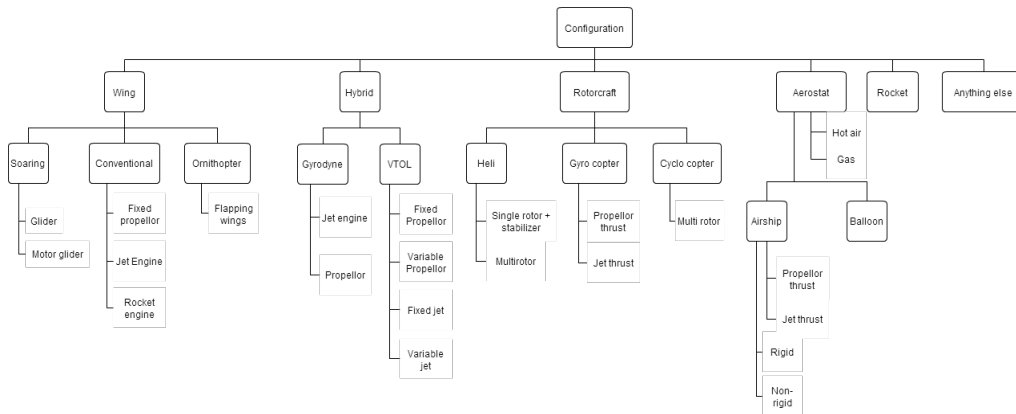 Configuration
Wing
Hybrid
Rotorcraft
Aerostat
Rocket
Anything else
Hot air
Gas
Soaring
Conventional
Ornithopter
Gyrodyne
VTOL
Heli
Gyro copter
Cyclo copter
Glider
Motor glider
Fixed
propellor
Jet Engine
Rocket
engine
Flapping
wings
Jet engine
Propellor
Fixed
Propellor
Variable
Propellor
Fixed jet
Variable
jet
Single rotor +
stabilizer
Multirotor
Propellor
thrust
Jet thrust
Multi rotor
Airship
Balloon
Propellor
thrust
Jet thrust
Rigid
Non-
rigid